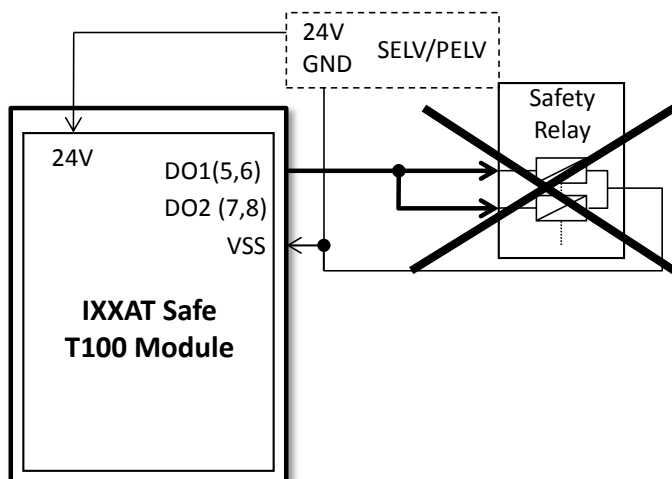 24V
GND
SELV/PELV
Safety
Relay
24V
DO1(5,6)
DO2 (7,8)
VSS
IXXAT Safe
T100 Module